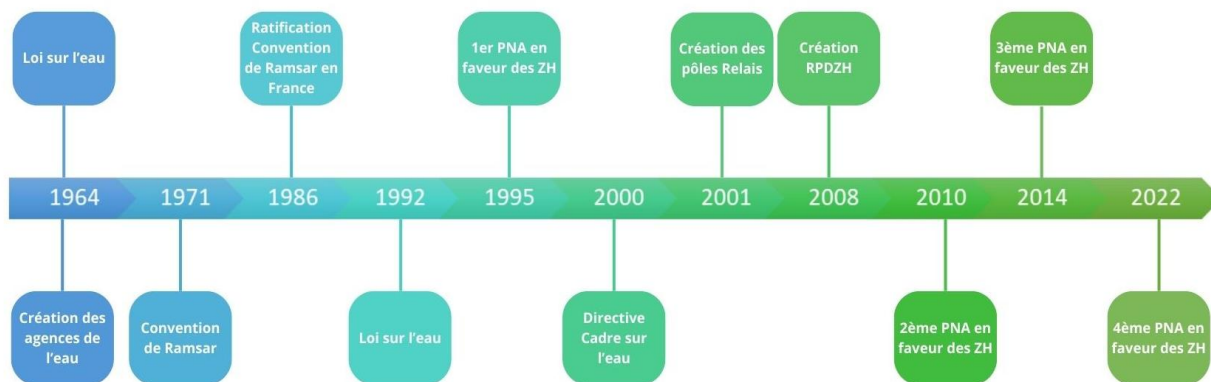 Loi sur l'eau
Ratification
Convention
de Ramsar en
France
1er PNA en
faveur des ZH
Création des
pôles Relais
Création
RPDZH
3ème PNA en
faveur des ZH
1964 1971 1986 1992 1995 2000 2001 2008 2010 2014 2022
Création des
agences de
l'eau
Convention
de Ramsar
Loi sur l'eau
Directive
Cadre sur
l'eau
2ème PNA en
faveur des ZH
4ème PNA en
faveur des ZH